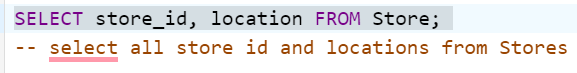 SELECT store_id, location FROM Store;
-- select all store id and locations from Stores